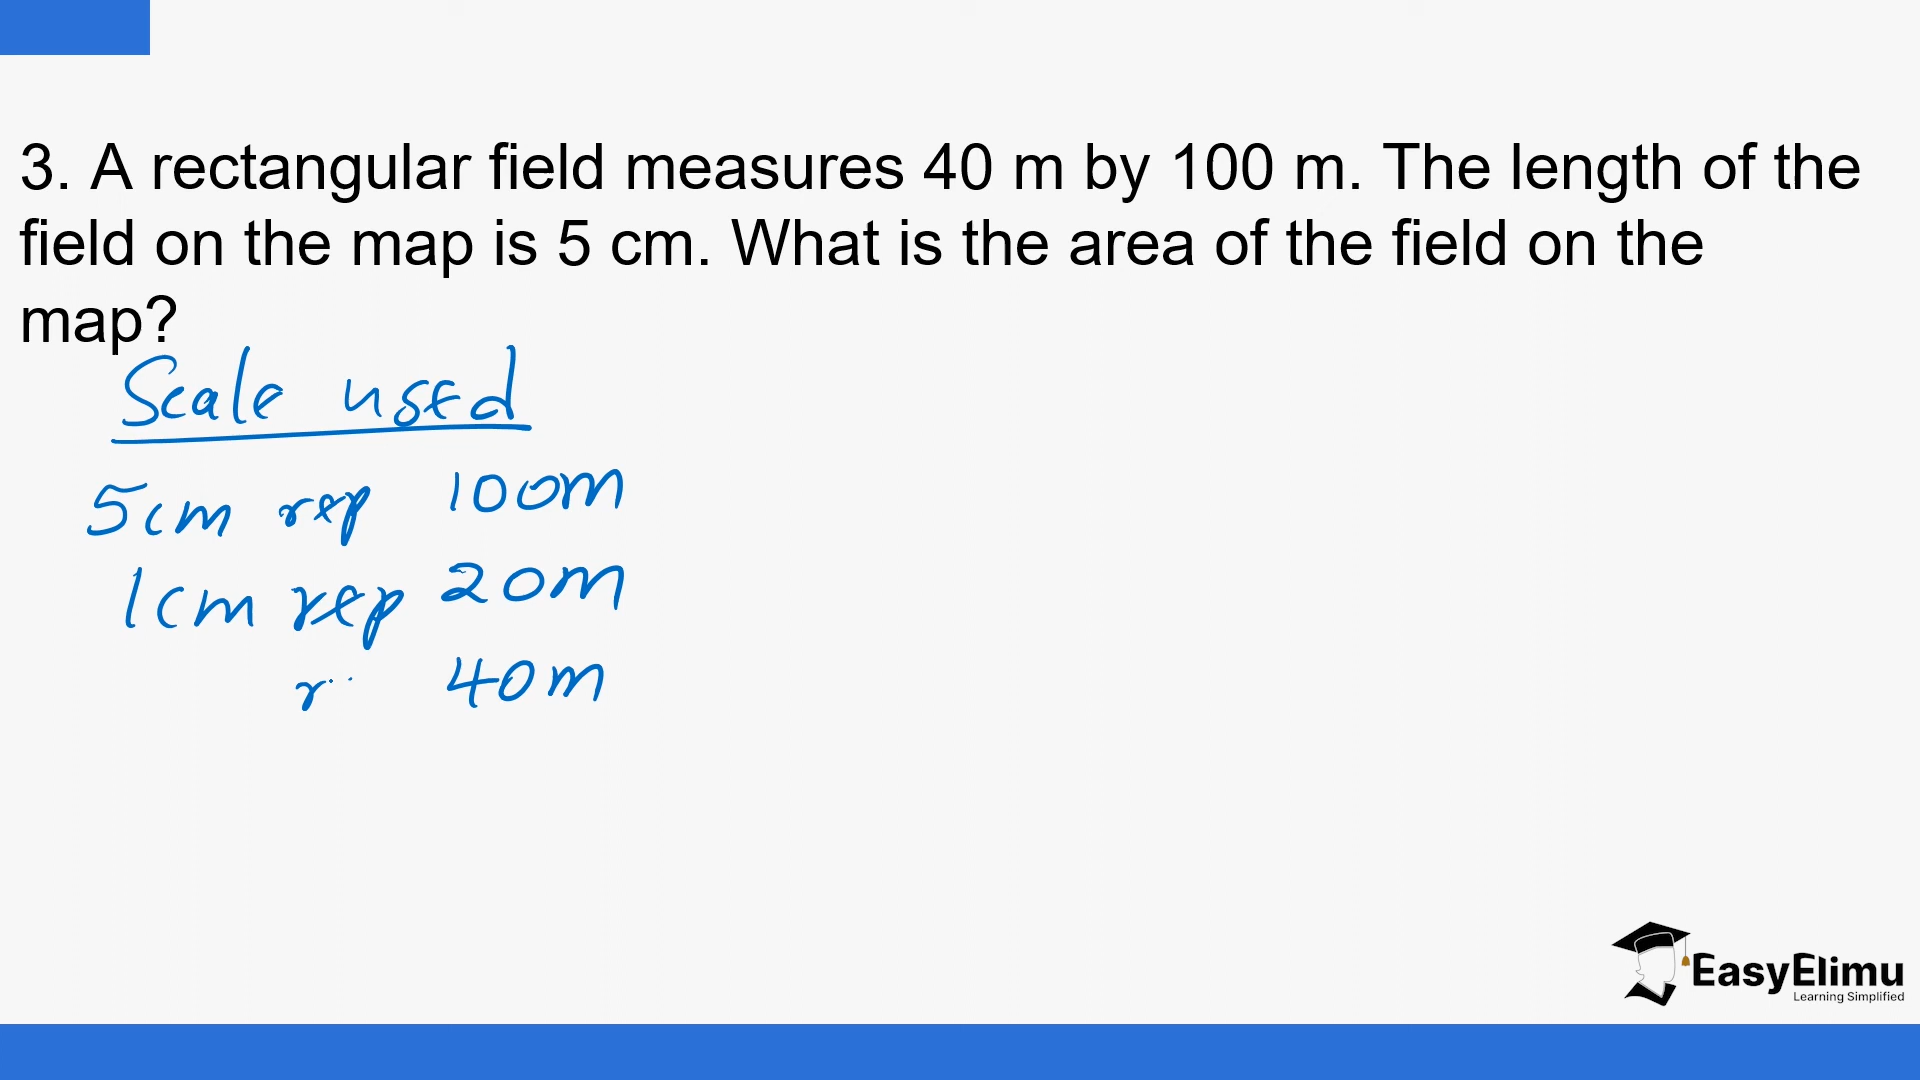 3. A rectangular field measures 40 m by 100 m. The length of the
field on the map is 5 cm. What is the area of the field on the
map?
Scale used
5cm rep 100m
1cm rep 20m
r 40m
EasyElimu
Learning Simplified